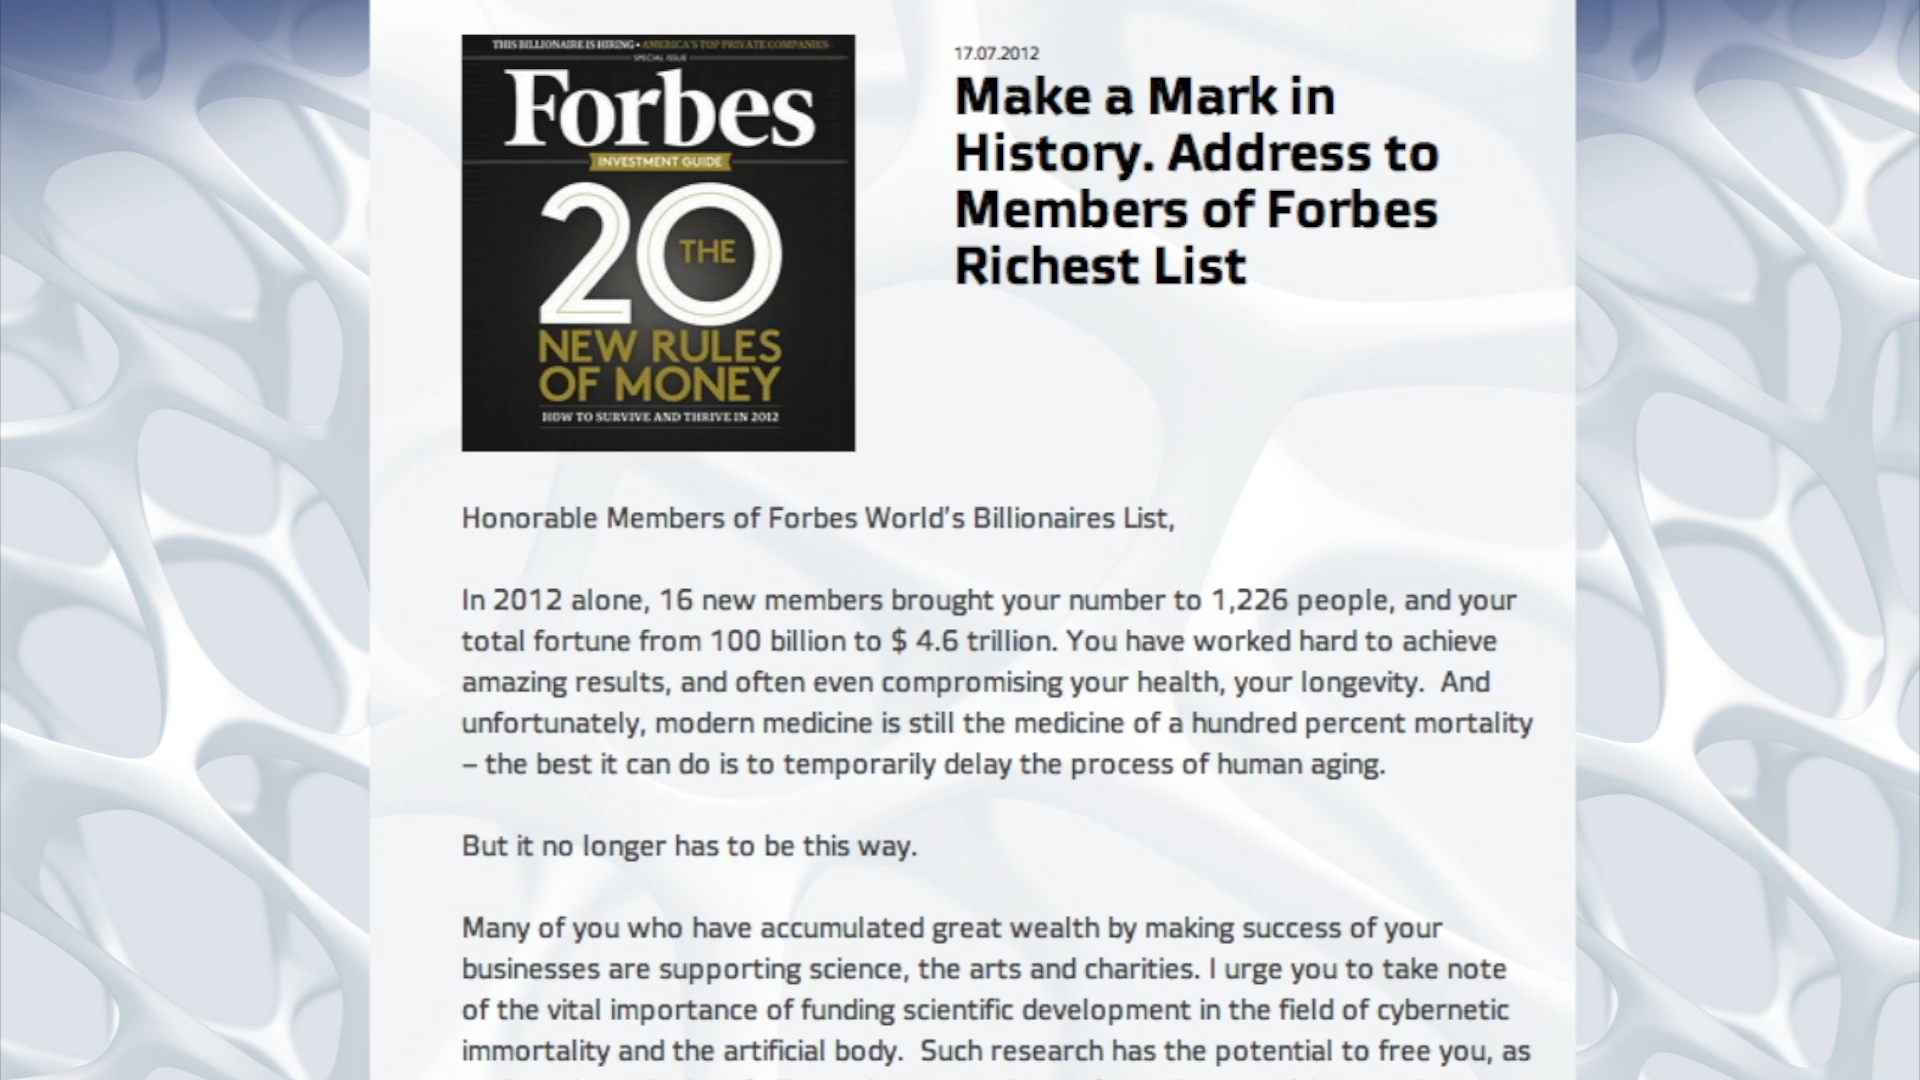 THIS BILLIONAIRE IS HIRING • AMERICA'S TOP PRIVATE COMPANIES
SPECIAL ISSUE
Forbes
INVESTMENT GUIDE
20
THE
NEW RULES
OF MONEY
HOW TO SURVIVE AND THRIVE IN 2012
17.07.2012
Make a Mark in
History. Address to
Members of Forbes
Richest List
Honorable Members of Forbes World's Billionaires List,
In 2012 alone, 16 new members brought your number to 1,226 people, and your
total fortune from 100 billion to $ 4.6 trillion. You have worked hard to achieve
amazing results, and often even compromising your health, your longevity.  And
unfortunately, modern medicine is still the medicine of a hundred percent mortality
– the best it can do is to temporarily delay the process of human aging.
But it no longer has to be this way.
Many of you who have accumulated great wealth by making success of your
businesses are supporting science, the arts and charities. I urge you to take note
of the vital importance of funding scientific development in the field of cybernetic
immortality and the artificial body.  Such research has the potential to free you, as